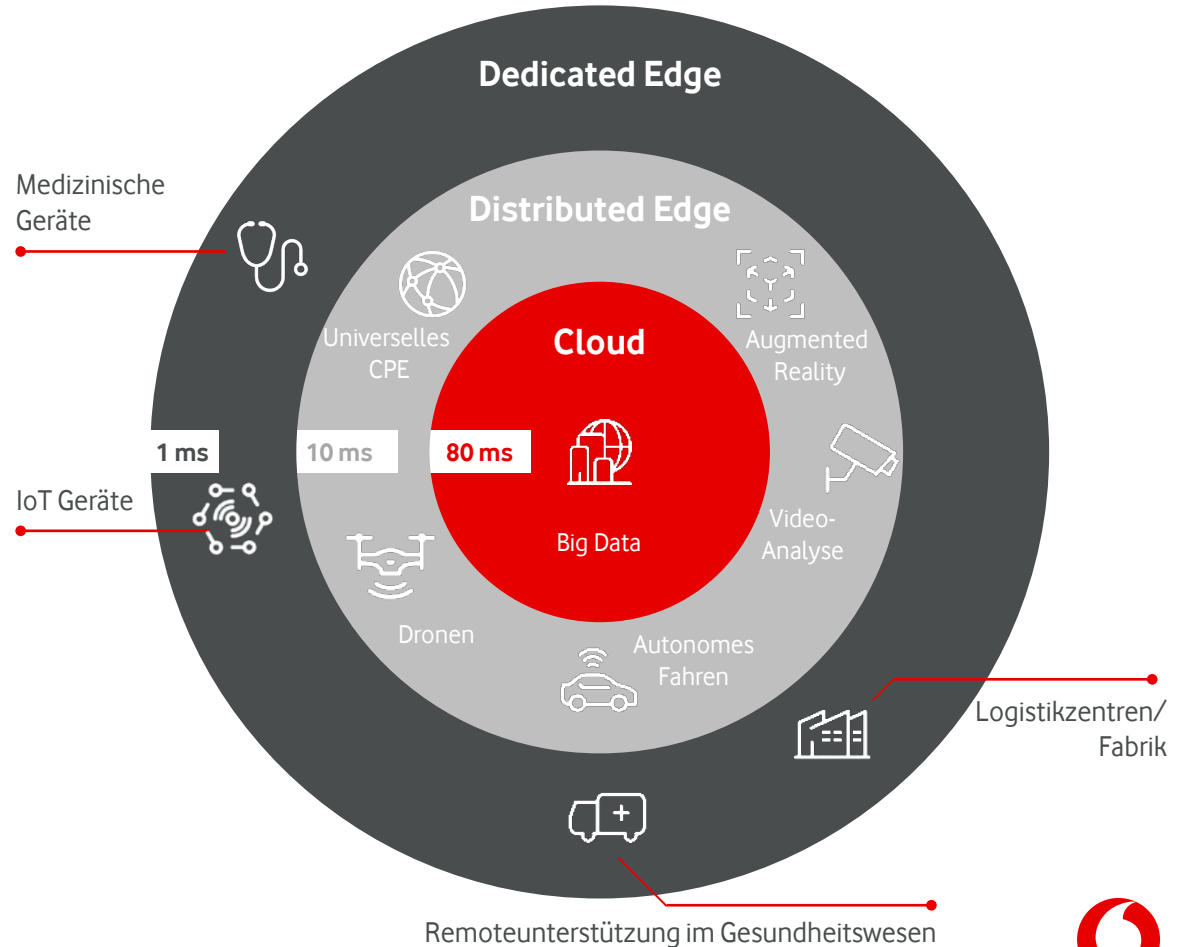 Dedicated Edge
Medizinische
Geräte
Distributed Edge
Universelles
CPE
Cloud
Augmented
Reality
1 ms
10 ms
80 ms
IoT Geräte
Big Data
Video-
Analyse
Dronen
Autonomes
Fahren
Logistikzentren/
Fabrik
Remoteunterstützung im Gesundheitswesen